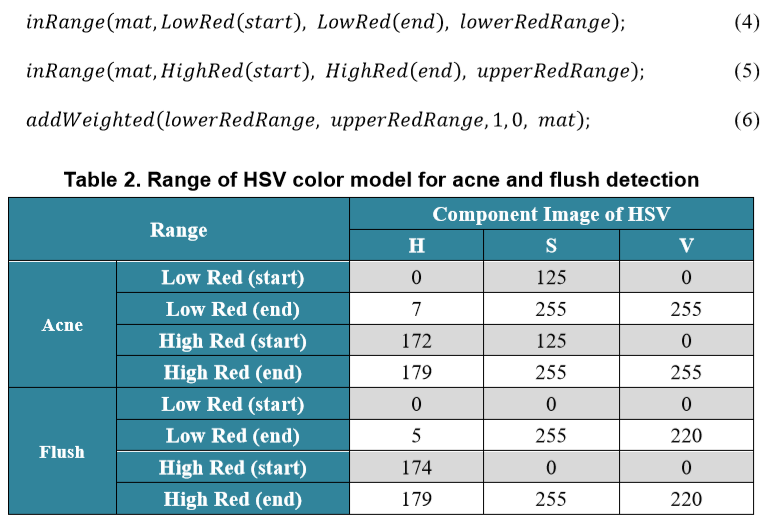 inRange(mat, LowRed(start), LowRed(end), lowerRedRange); (4)
inRange(mat, HighRed(start), HighRed(end), upperRedRange); (5)
addWeighted(lowerRedRange, upperRedRange, 1, 0, mat); (6)
Table 2. Range of HSV color model for acne and flush detection
Range Component Image of HSV
H S V
Acne Low Red (start) 0 125 0
Low Red (end) 7 255 255
High Red (start) 172 125 0
High Red (end) 179 255 255
Flush Low Red (start) 0 0 0
Low Red (end) 5 255 220
High Red (start) 174 0 0
High Red (end) 179 255 220